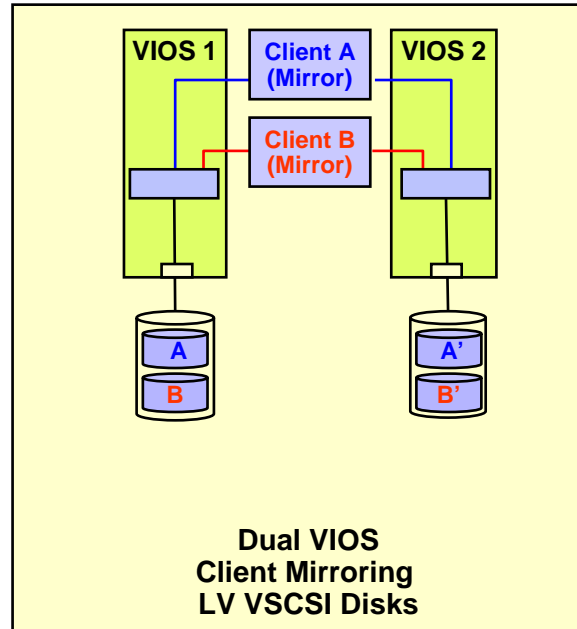 VIOS 1
Client A
(Mirror)
VIOS 2
Client B
(Mirror)
A
B
A’
B’
Dual VIOS
Client Mirroring
LV VSCSI Disks